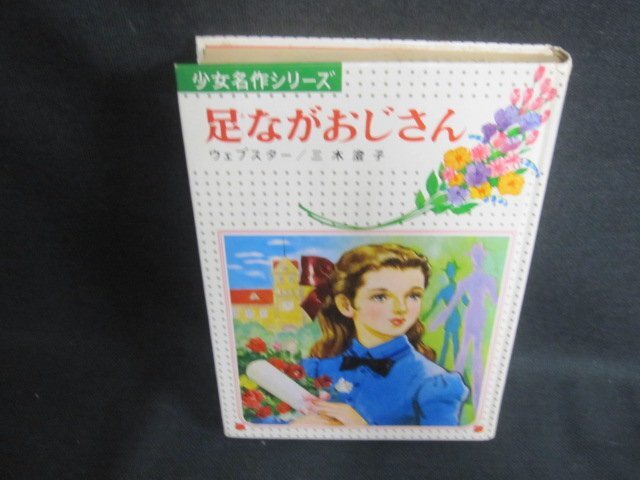 少女名作シリーズ
足ながおじさん
ウェブスター/三木澄子